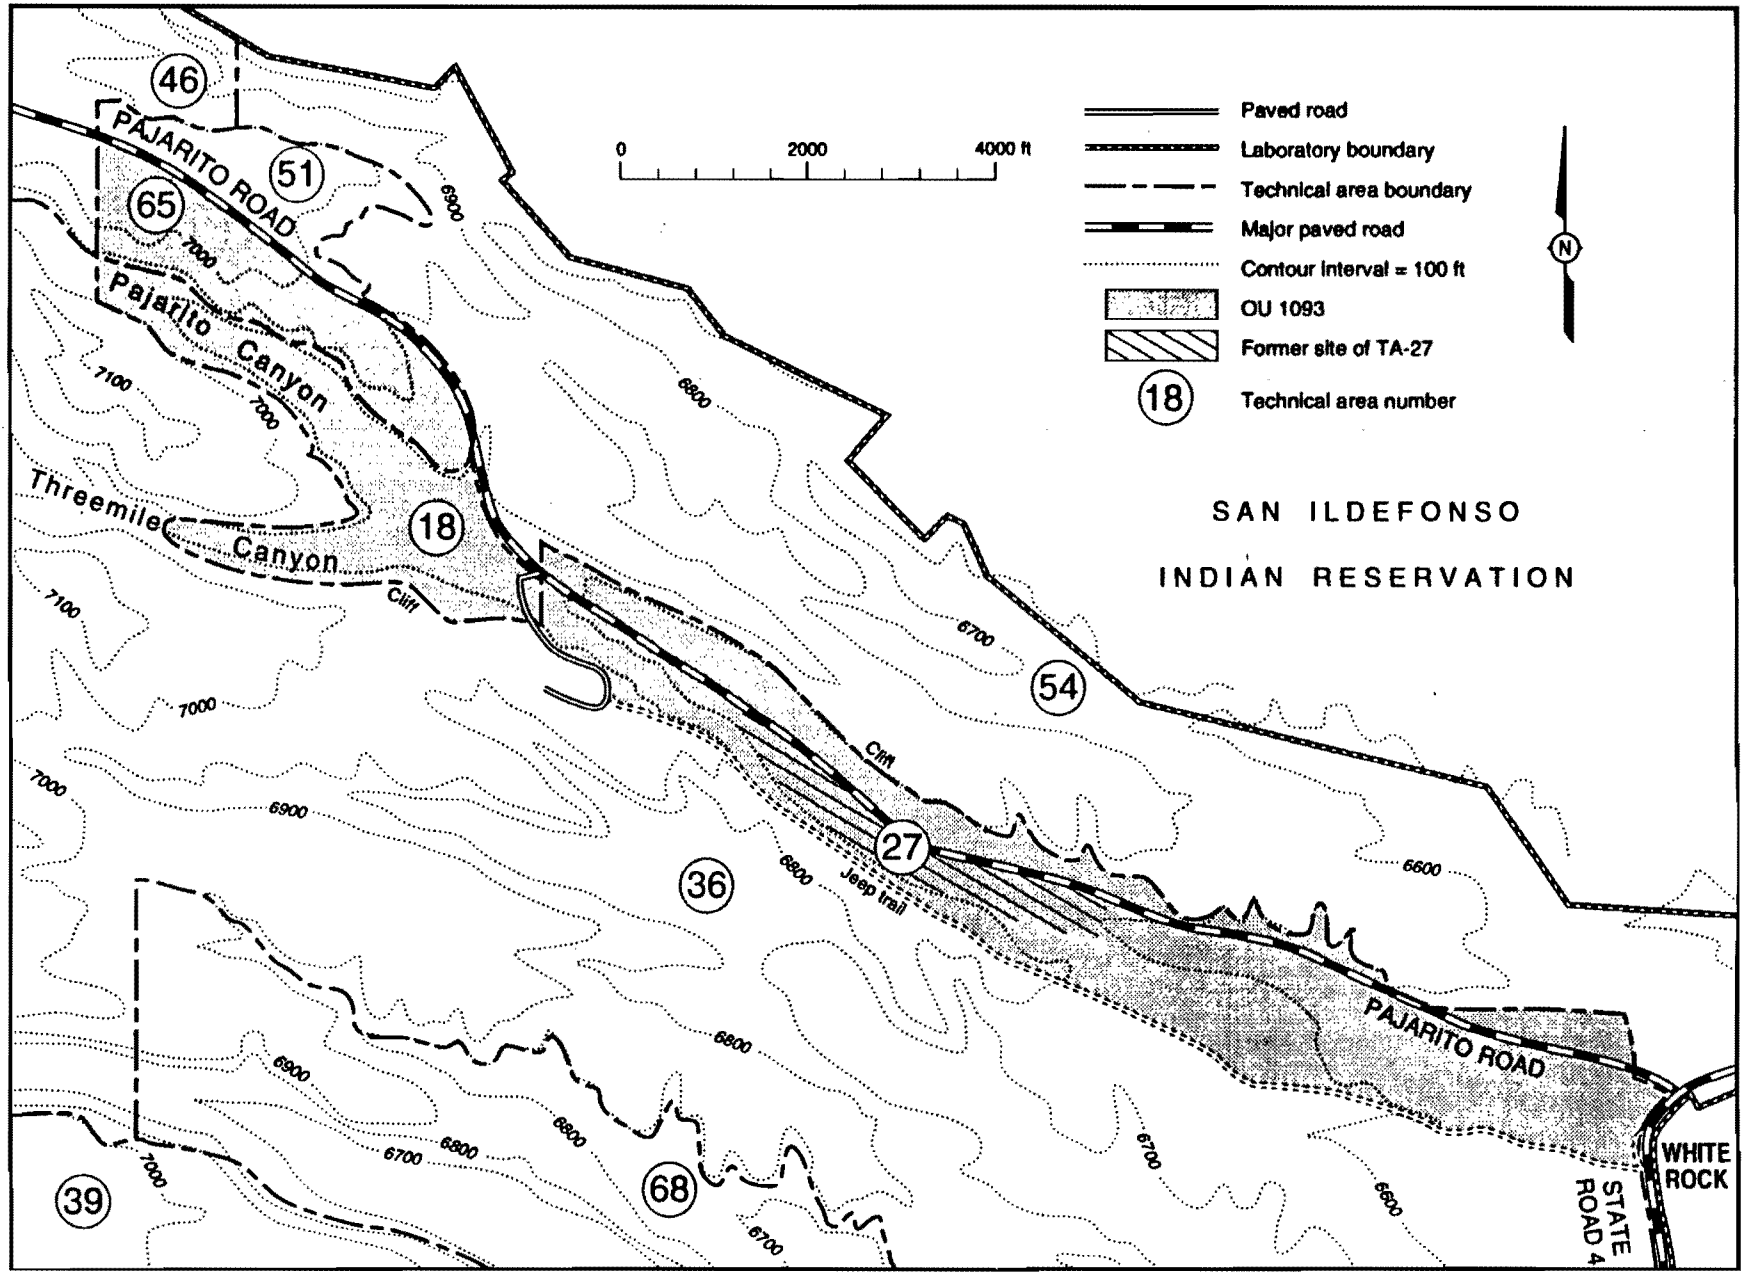 46
PAJARITO ROAD
51
65
6900
7000
Pajarito
Canyon
7100
7000
Threemile
Canyon
18
Cliff
7100
7000
7000
6900
0 2000 4000 ft
Paved road
Laboratory boundary
Technical area boundary
Major paved road
Contour Interval = 100 ft
OU 1093
Former site of TA-27
18 Technical area number
N
6800
SAN ILDEFONSO
INDIAN RESERVATION
6700
54
Cliff
27
Jeep trail
6800
36
6600
PAJARITO ROAD
6800
6900
6800
6700
6800
7000
39
68
6700
6700
6600
WHITE
ROCK
STATE
ROAD 4